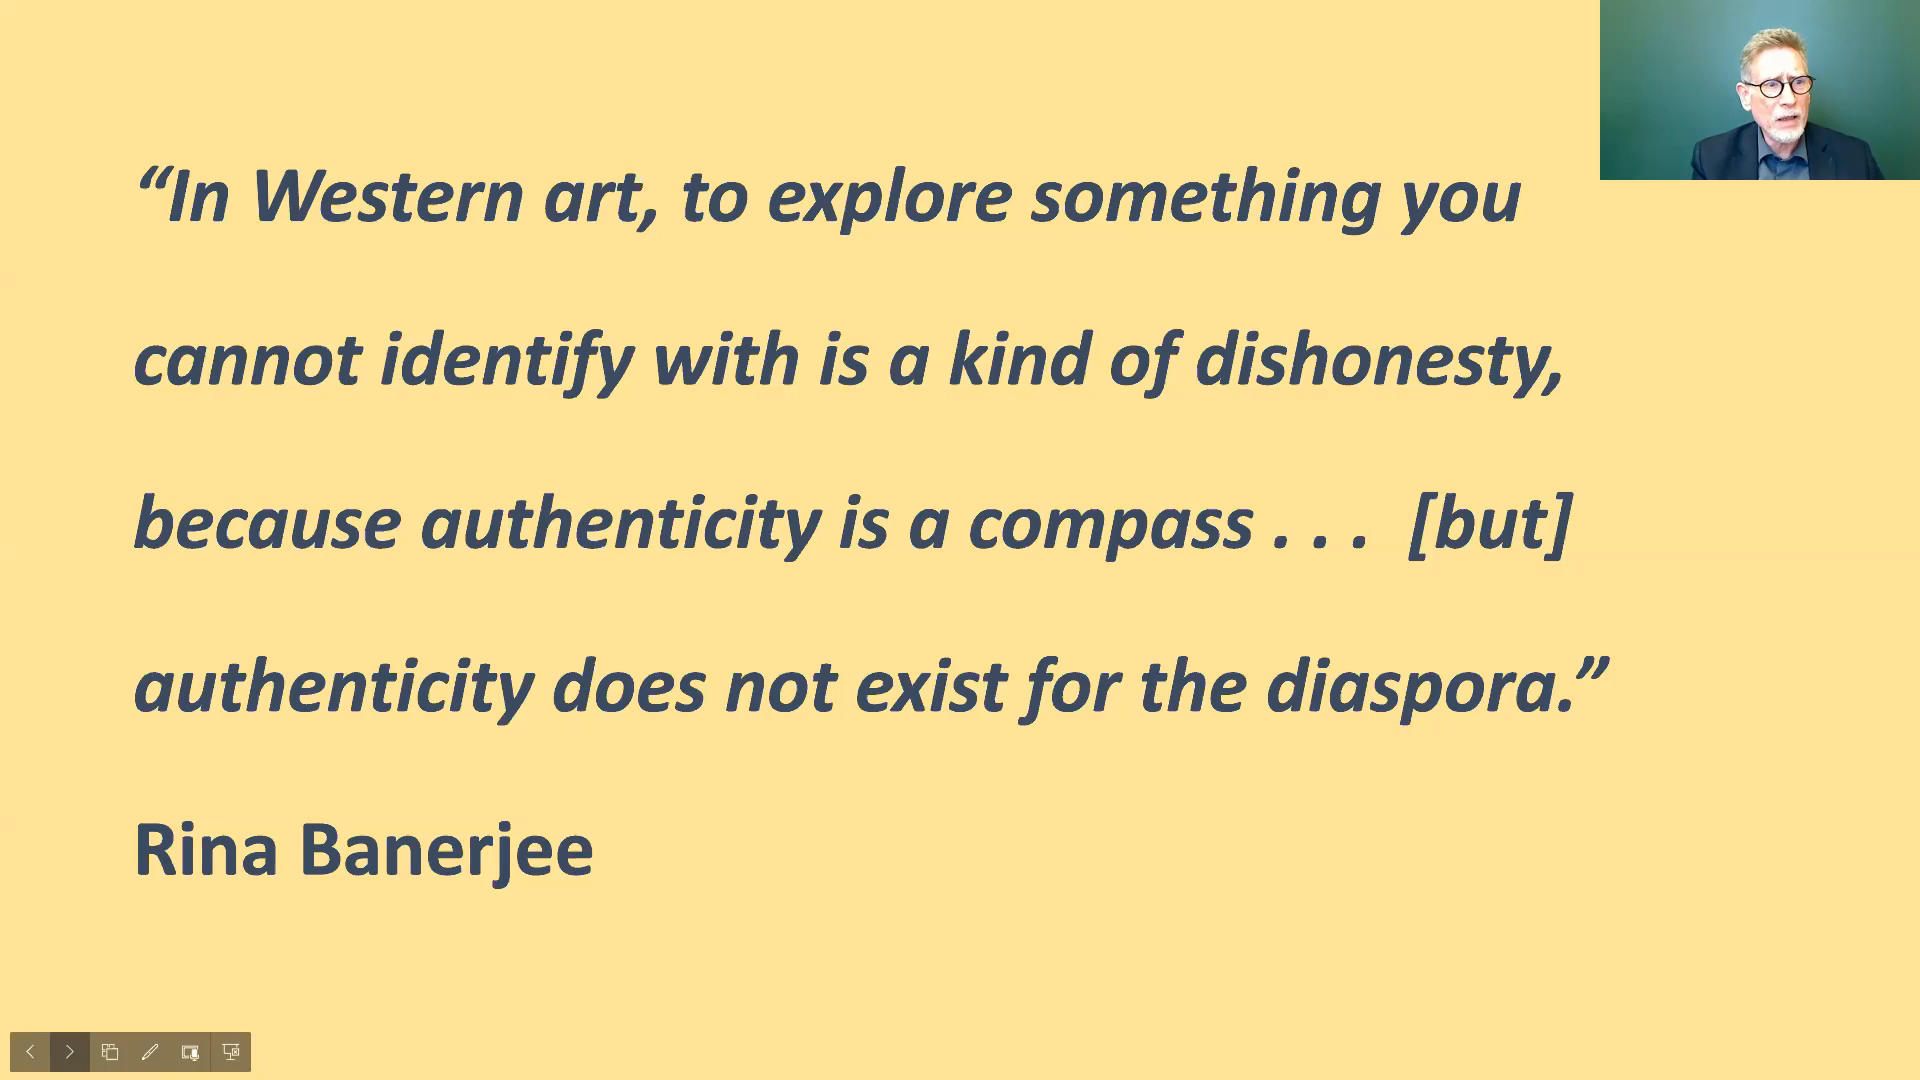 “In Western art, to explore something you
cannot identify with is a kind of dishonesty,
because authenticity is a compass . . .  [but]
authenticity does not exist for the diaspora.”
Rina Banerjee